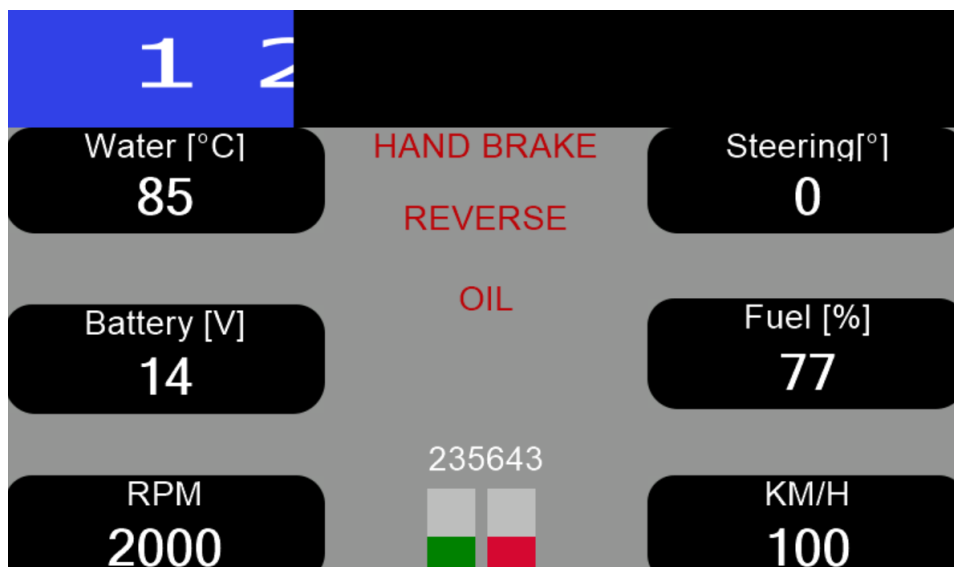 1 2
Water [°C]
85
HAND BRAKE
Steering[°]
0
REVERSE
OIL
Battery [V]
14
Fuel [%]
77
235643
RPM
2000
KM/H
100